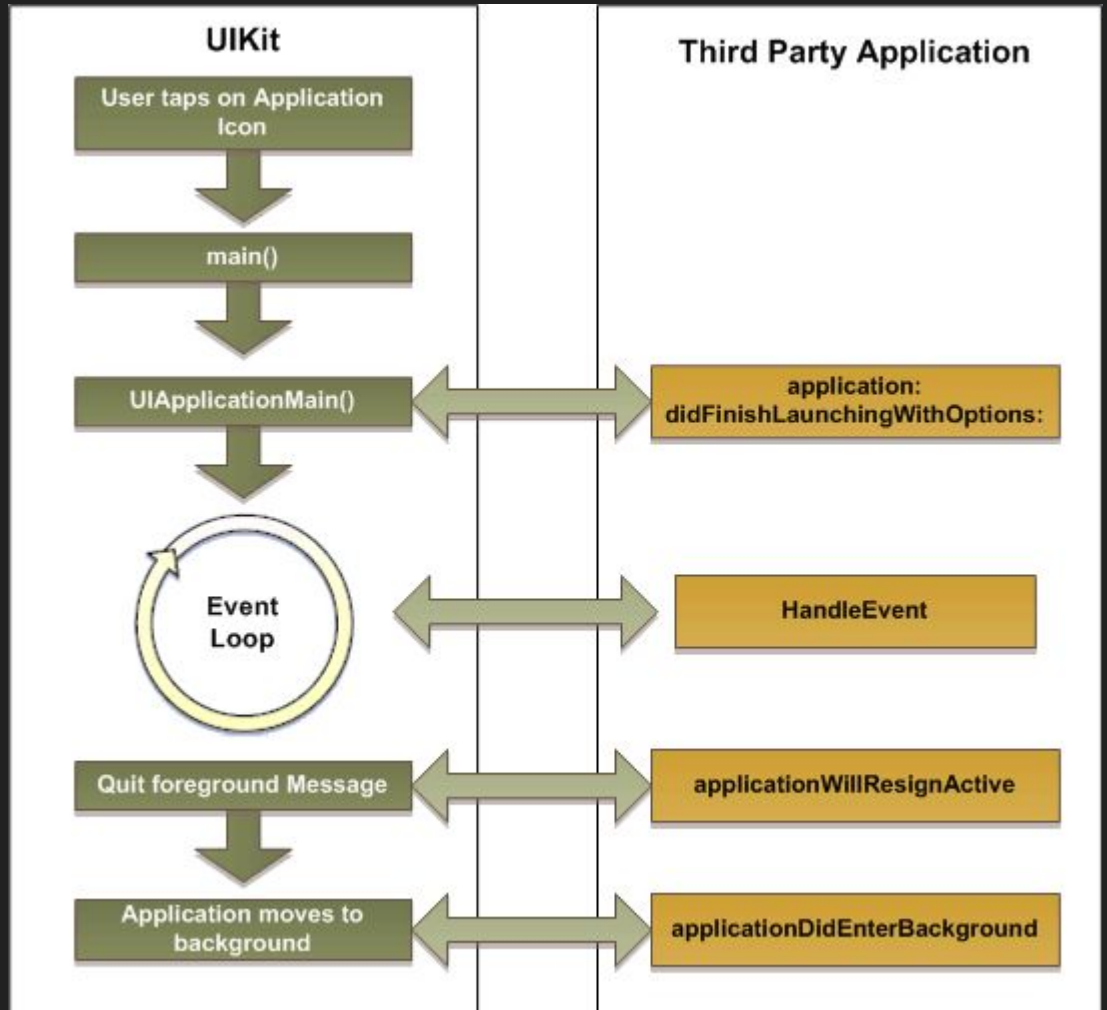 UIKit
Third Party Application
User taps on Application
Icon
main()
UIApplicationMain()
application:
didFinishLaunchingWithOptions:
Event
Loop
HandleEvent
Quit foreground Message
applicationWillResignActive
Application moves to
background
applicationDidEnterBackground